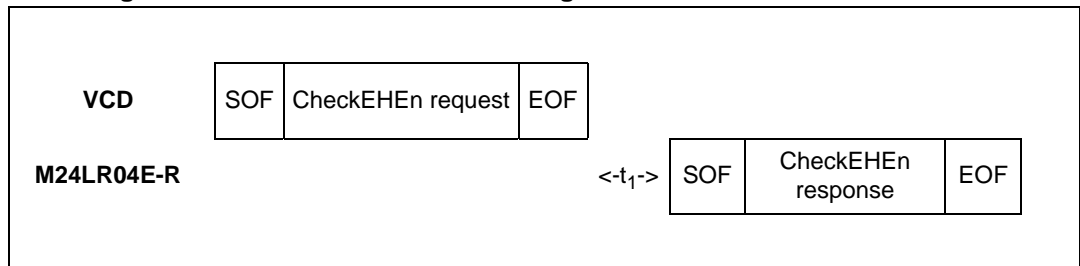 VCD
SOF
CheckEHEn request
EOF
M24LR04E-R
<-t1->
SOF
CheckEHEn
response
EOF